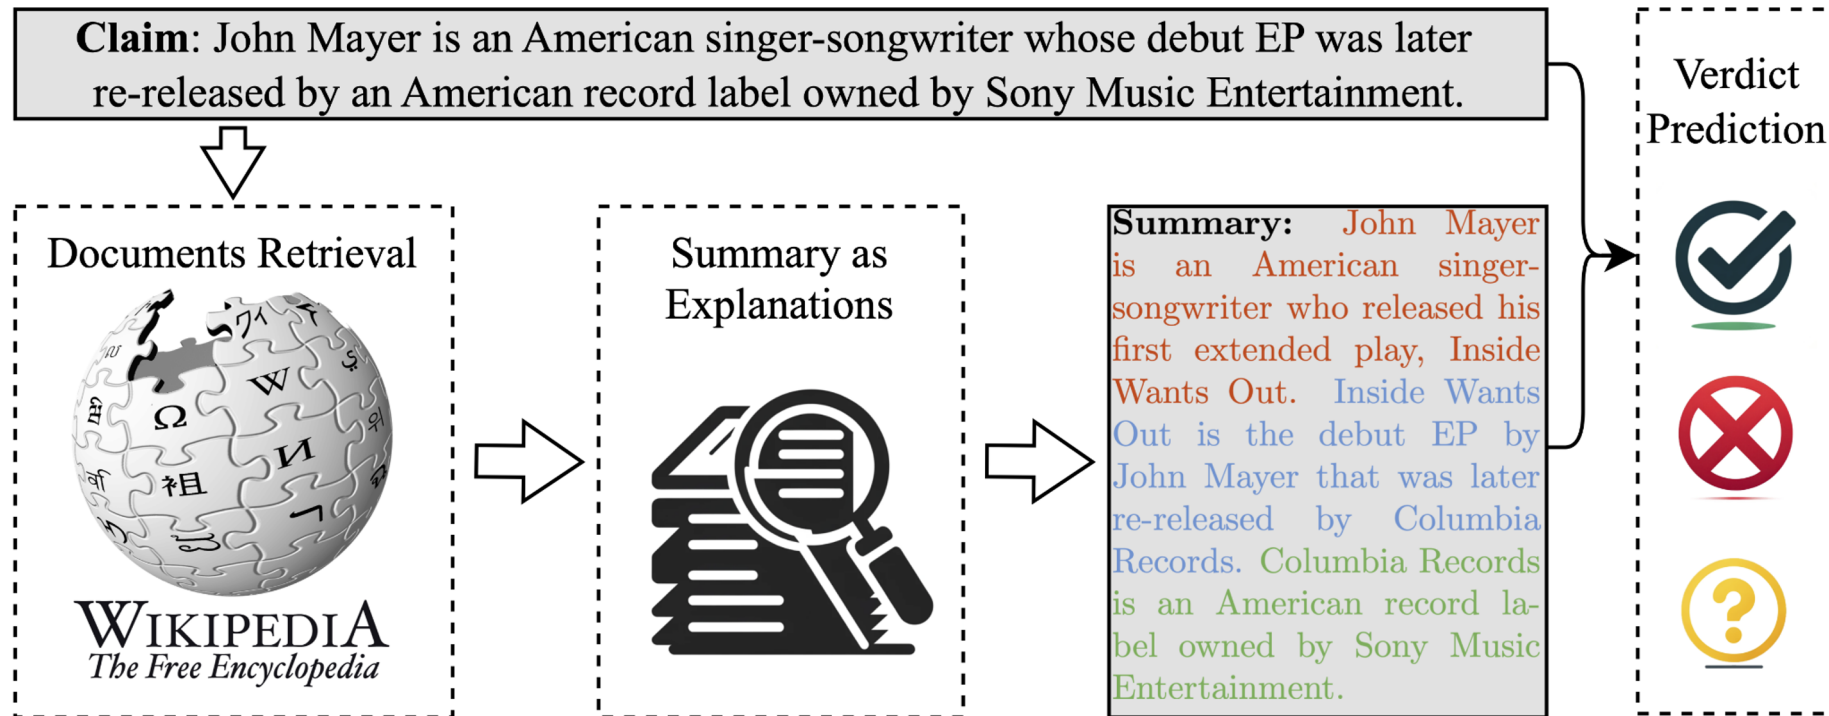 Claim: John Mayer is an American singer-songwriter whose debut EP was later
re-released by an American record label owned by Sony Music Entertainment.
Verdict
Prediction
Documents Retrieval
Ω
W
И
祖
WIKIPEDIA
The Free Encyclopedia
Summary as
Explanations
Summary: John Mayer
is an American singer-
songwriter who released his
first extended play, Inside
Wants Out. Inside Wants
Out is the debut EP by
John Mayer that was later
re-released by Columbia
Records. Columbia Records
is an American record la-
bel owned by Sony Music
Entertainment.
?